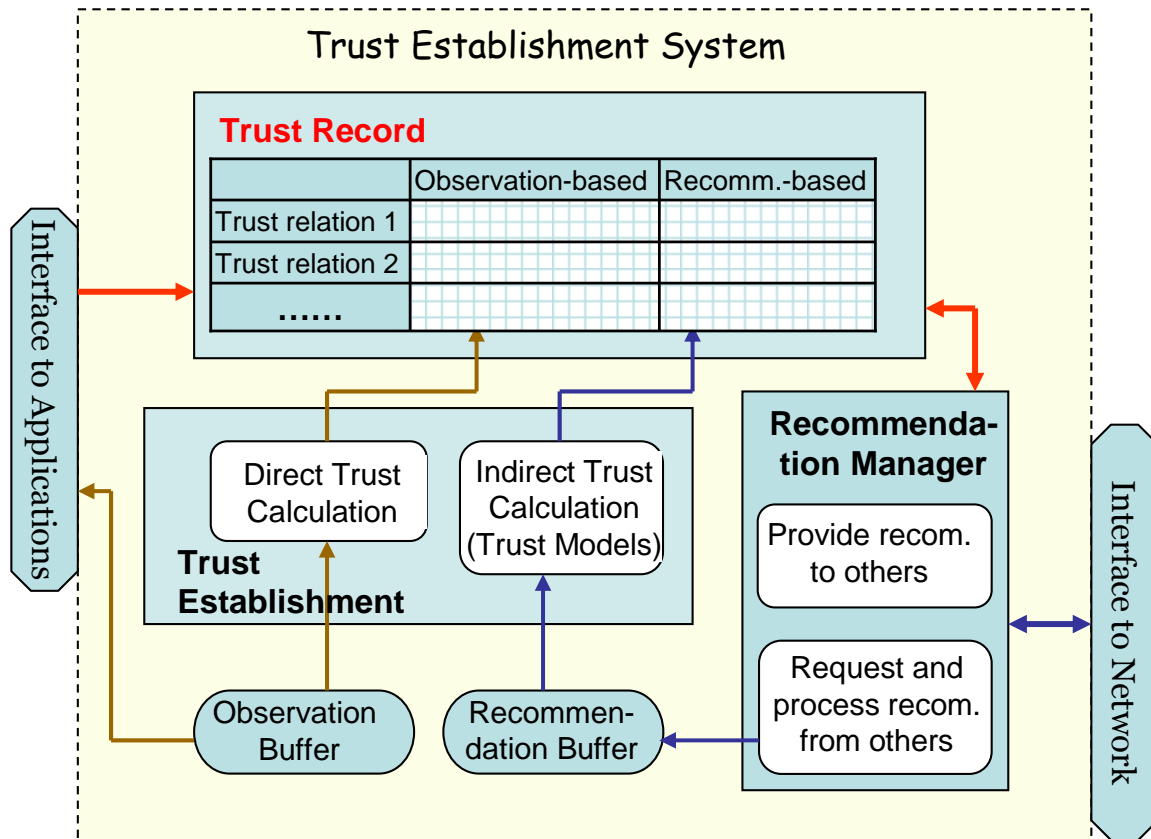 Trust Establishment System
Trust Record
Observation-based
Recomm.-based
Trust relation 1
Trust relation 2
......
Interface to Applications
Direct Trust
Calculation
Indirect Trust
Calculation
(Trust Models)
Trust
Establishment
Observation
Buffer
Recommen-
dation Buffer
Recommenda-
tion Manager
Provide recom.
to others
Request and
process recom.
from others
Interface to Network